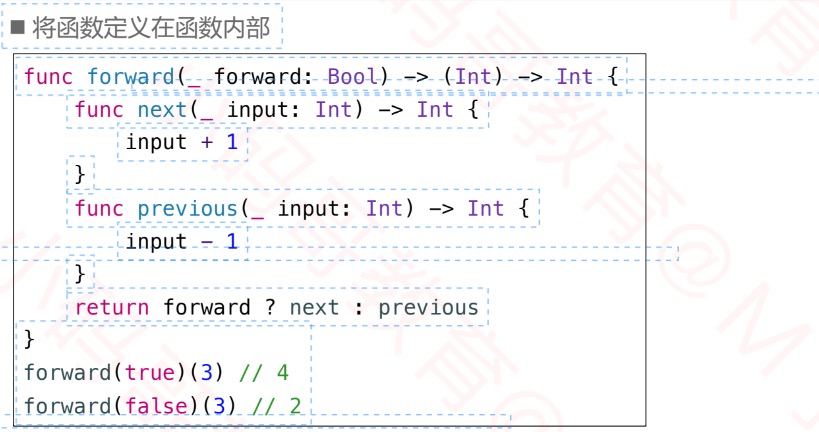 ■ 将函数定义在函数内部
func forward(_ forward: Bool) -> (Int) -> Int {
    func next(_ input: Int) -> Int {
        input + 1
    }
    func previous(_ input: Int) -> Int {
        input - 1
    }
    return forward ? next : previous
}
forward(true)(3) // 4
forward(false)(3) // 2